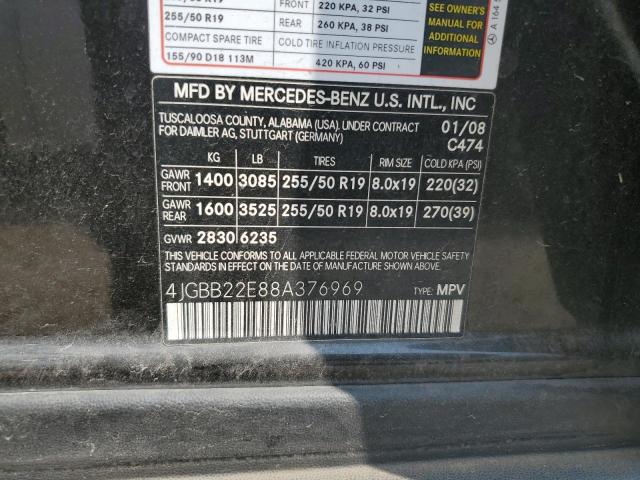 FRONT 220 KPA, 32 PSI
255/50 R19 REAR 260 KPA, 38 PSI
COMPACT SPARE TIRE COLD TIRE INFLATION PRESSURE
155/90 D18 113M 420 KPA, 60 PSI
SEE OWNER'S
MANUAL FOR
ADDITIONAL
INFORMATION
A 164 5
MFD BY MERCEDES-BENZ U.S. INTL., INC
TUSCALOOSA COUNTY, ALABAMA (USA). UNDER CONTRACT 01/08
FOR DAIMLER AG, STUTTGART (GERMANY) C474
KG LB TIRES RIM SIZE COLD KPA (PSI)
GAWR FRONT 1400 3085 255/50 R19 8.0x19 220(32)
GAWR REAR 1600 3525 255/50 R19 8.0x19 270(39)
GVWR 2830 6235
THIS VEHICLE CONFORMS TO ALL APPLICABLE FEDERAL MOTOR VEHICLE SAFETY
AND THEFT PREVENTION STANDARDS IN EFFECT ON THE DATE OF MANUFACTURE SHOWN ABOVE.
4JGBB22E88A376969 TYPE: MPV